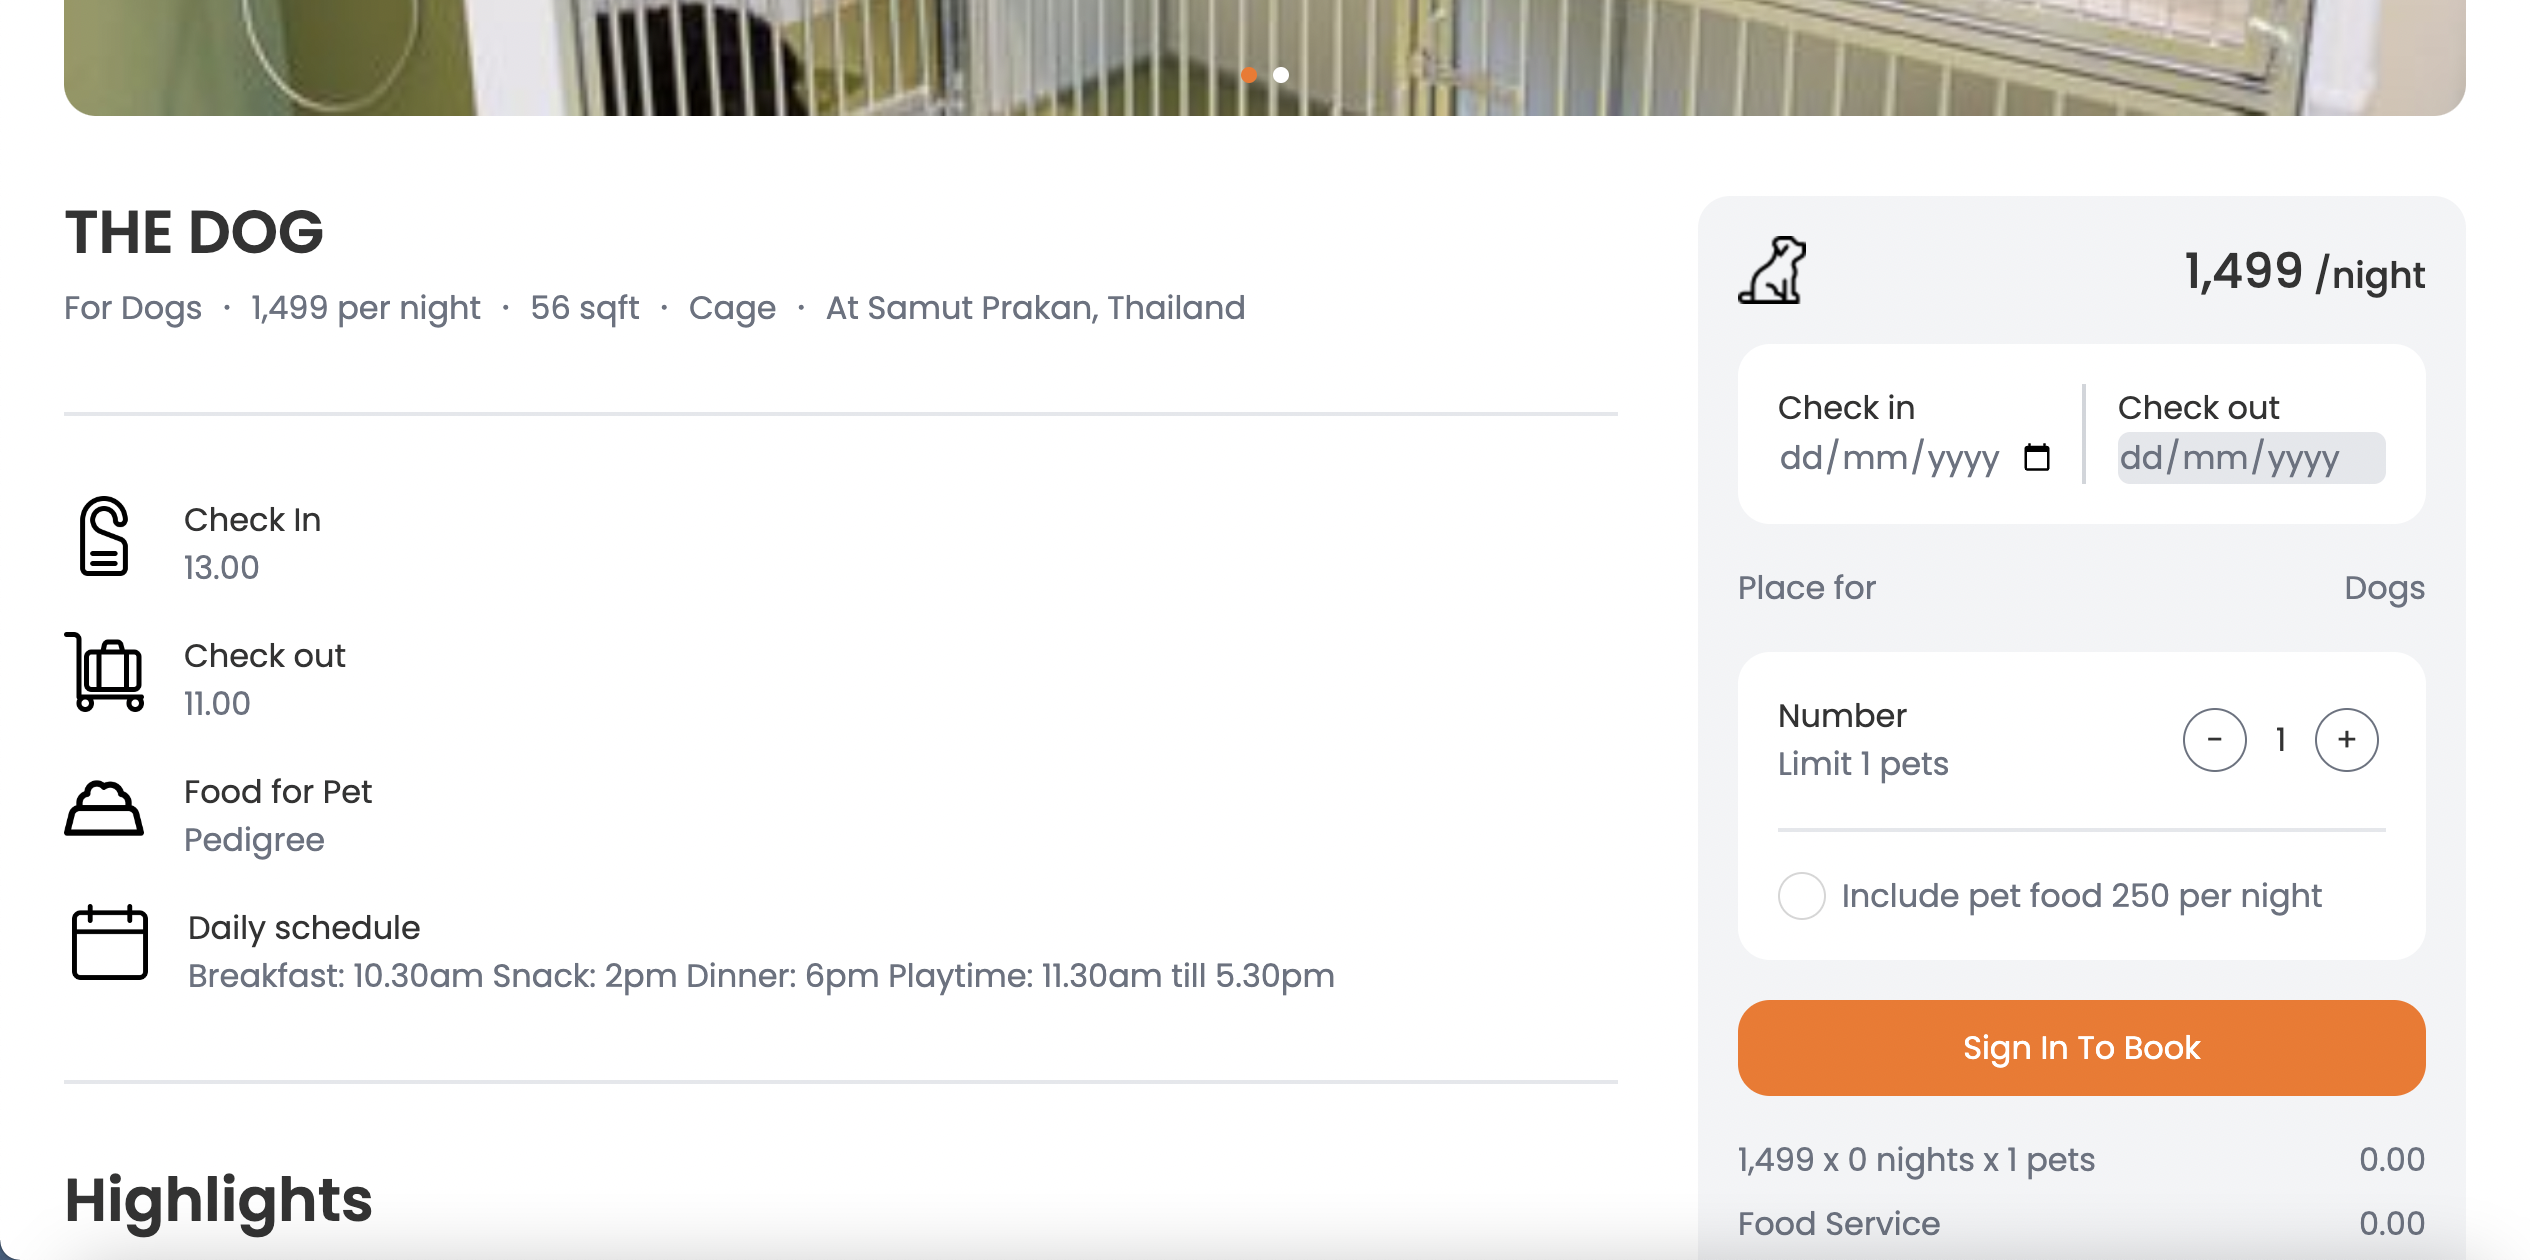 THE DOG
For Dogs · 1,499 per night · 56 sqft · Cage · At Samut Prakan, Thailand
Check In
13.00
Check out
11.00
Food for Pet
Pedigree
Daily schedule
Breakfast: 10.30am Snack: 2pm Dinner: 6pm Playtime: 11.30am till 5.30pm
Highlights
1,499 /night
Check in
dd/mm/yyyy
Check out
dd/mm/yyyy
Place for Dogs
Number
Limit 1 pets
- 1 +
Include pet food 250 per night
Sign In To Book
1,499 x 0 nights x 1 pets 0.00
Food Service 0.00